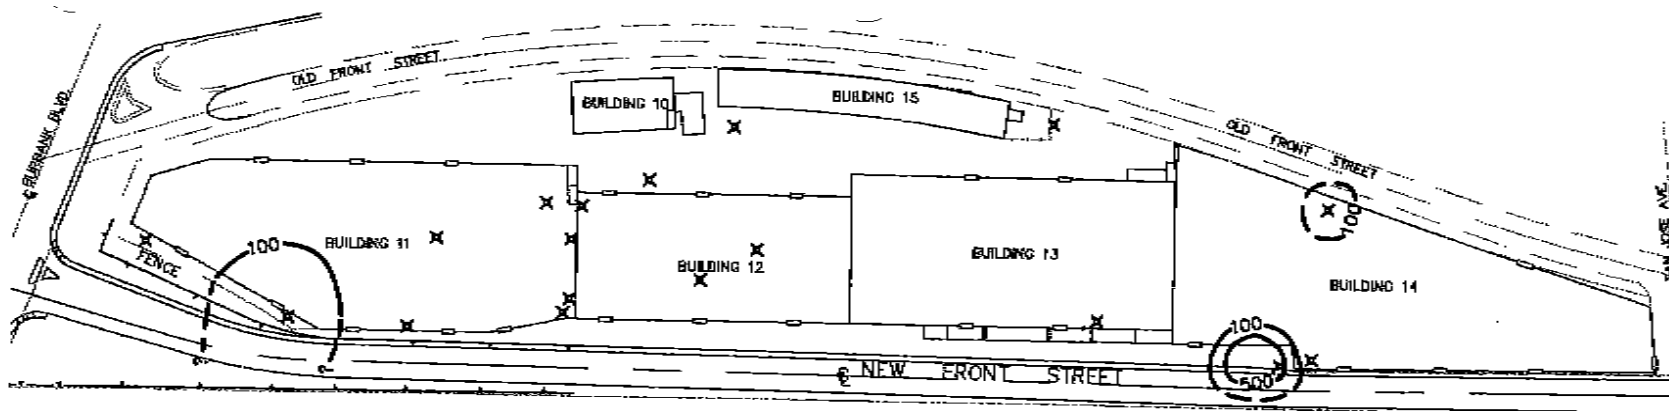 OLD FRONT STREET
BURBANK BLVD
BUILDING 10
BUILDING 15
OLD FRONT STREET
100
BUILDING 11
100
FENCE
BUILDING 12
BUILDING 13
BUILDING 14
100
500
NEW FRONT STREET
JOSE AVE.